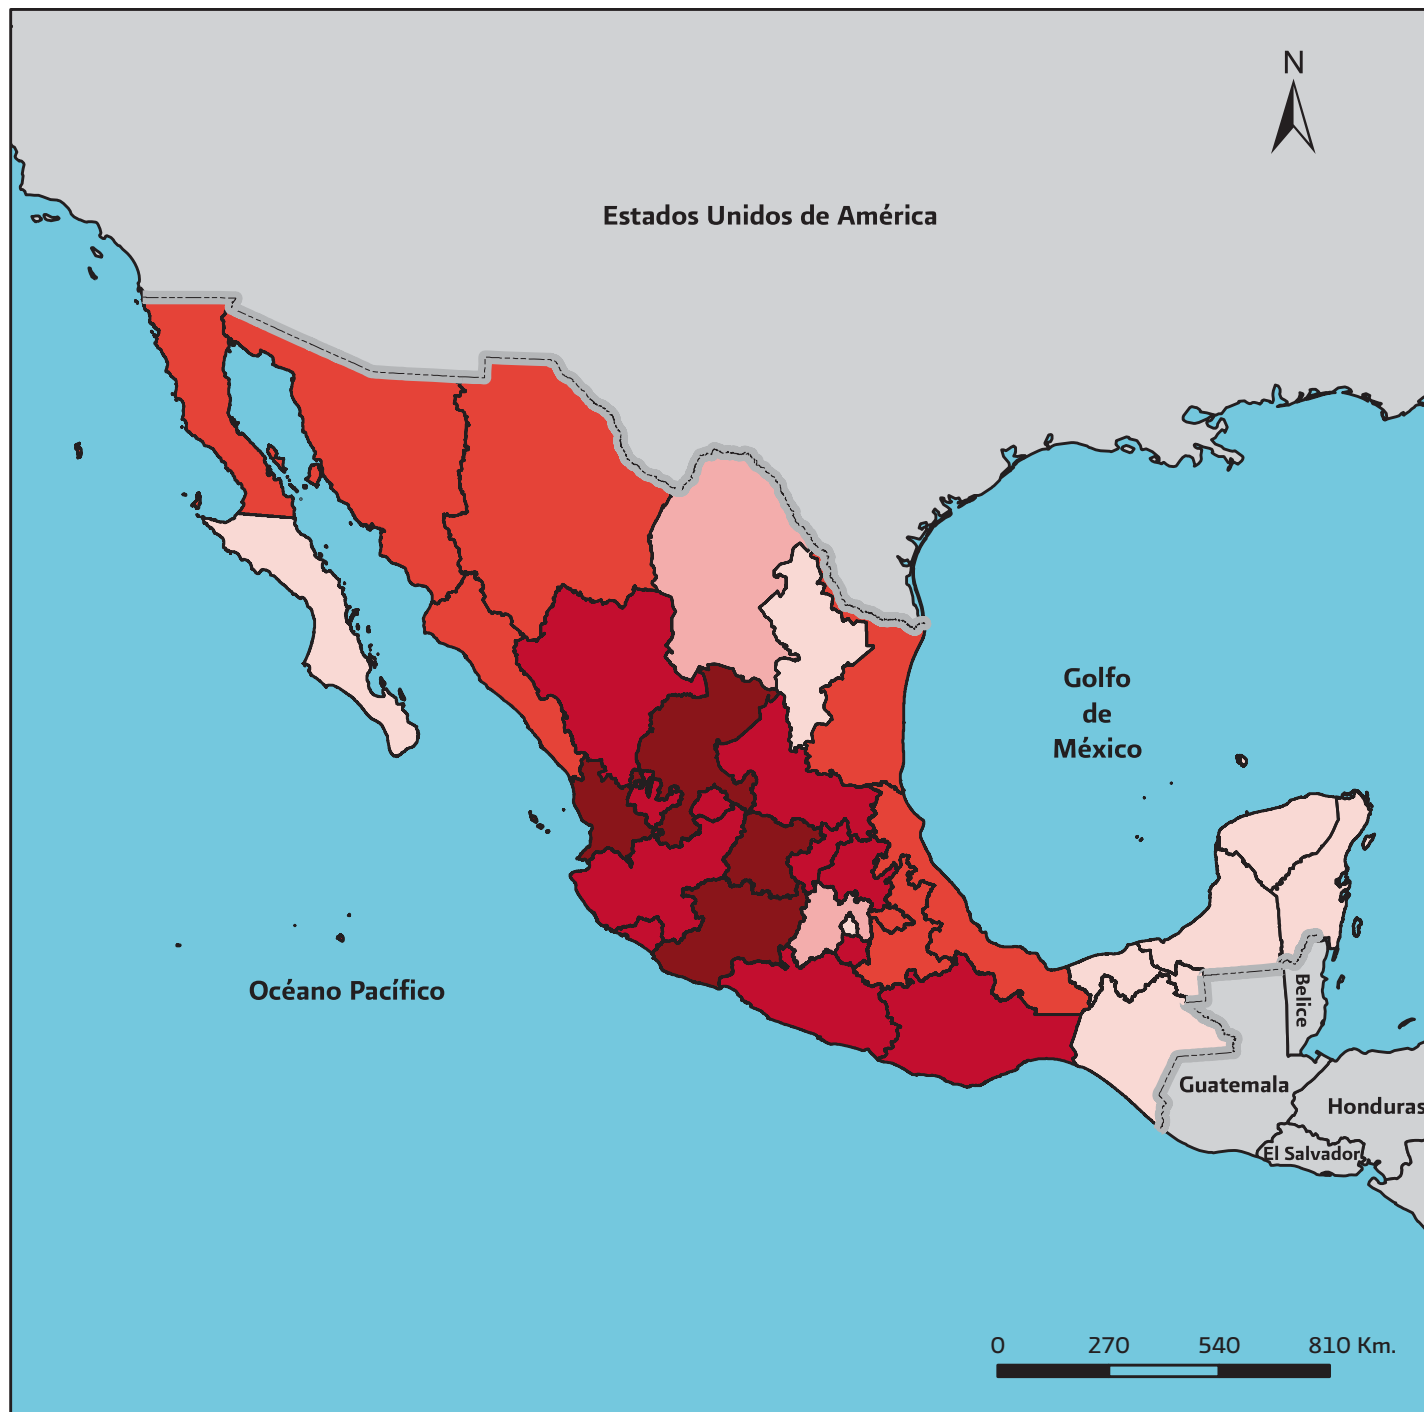 N
Estados Unidos de América
Golfo
de
México
Océano Pacífico
Belice
Guatemala
Honduras
El Salvador
0 270 540 810 Km.